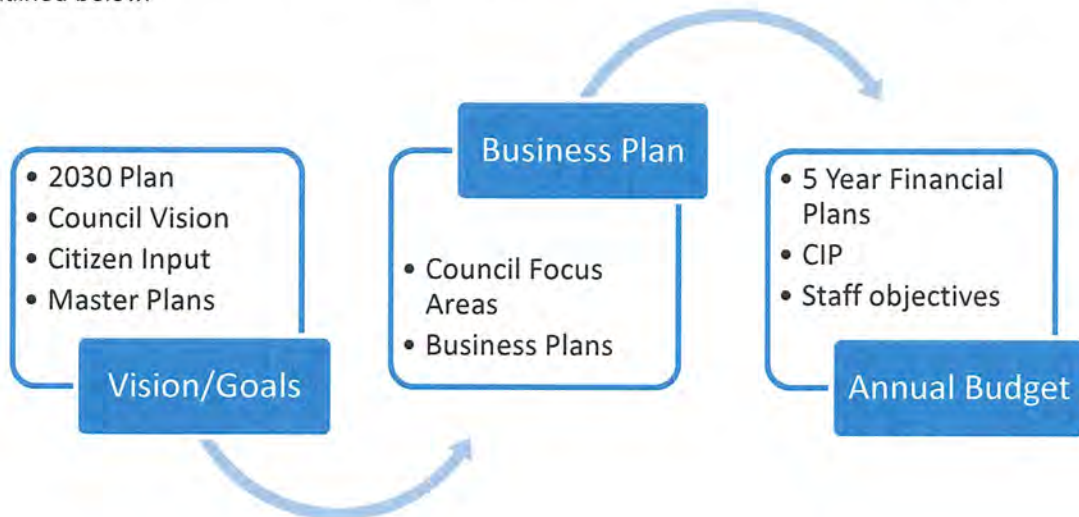 • 2030 Plan
• Council Vision
• Citizen Input
• Master Plans
Vision/Goals
Business Plan
• Council Focus
Areas
• Business Plans
• 5 Year Financial
Plans
• CIP
• Staff objectives
Annual Budget